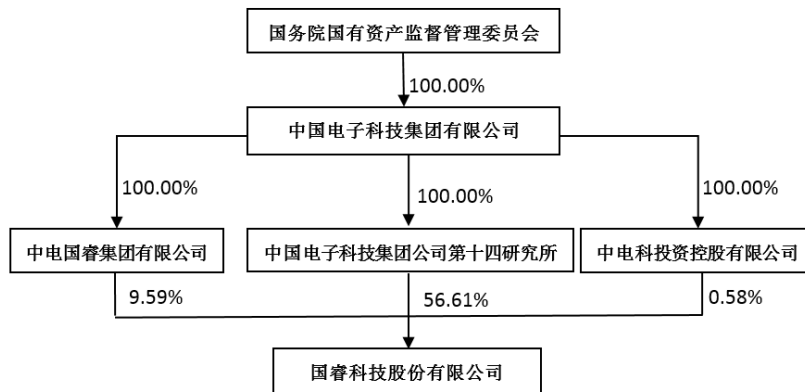 国务院国有资产监督管理委员会
100.00%
中国电子科技集团有限公司
100.00%
100.00%
100.00%
中电国睿集团有限公司
中国电子科技集团公司第十四研究所
中电科投资控股有限公司
9.59%
56.61%
0.58%
国睿科技股份有限公司